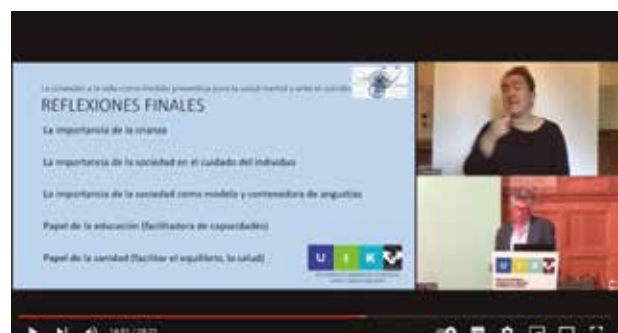 La conexión a la vida como medida preventiva para la salud mental y ante el suicidio
REFLEXIONES FINALES
La importancia de la crianza
La importancia de la sociedad en el cuidado del individuo
La importancia de la sociedad como modelo y contenedora de angustias
Papel de la educación (facilitadora de capacidades)
Papel de la sanidad (facilitar el equilibrio, la salud)
U I K
U I K